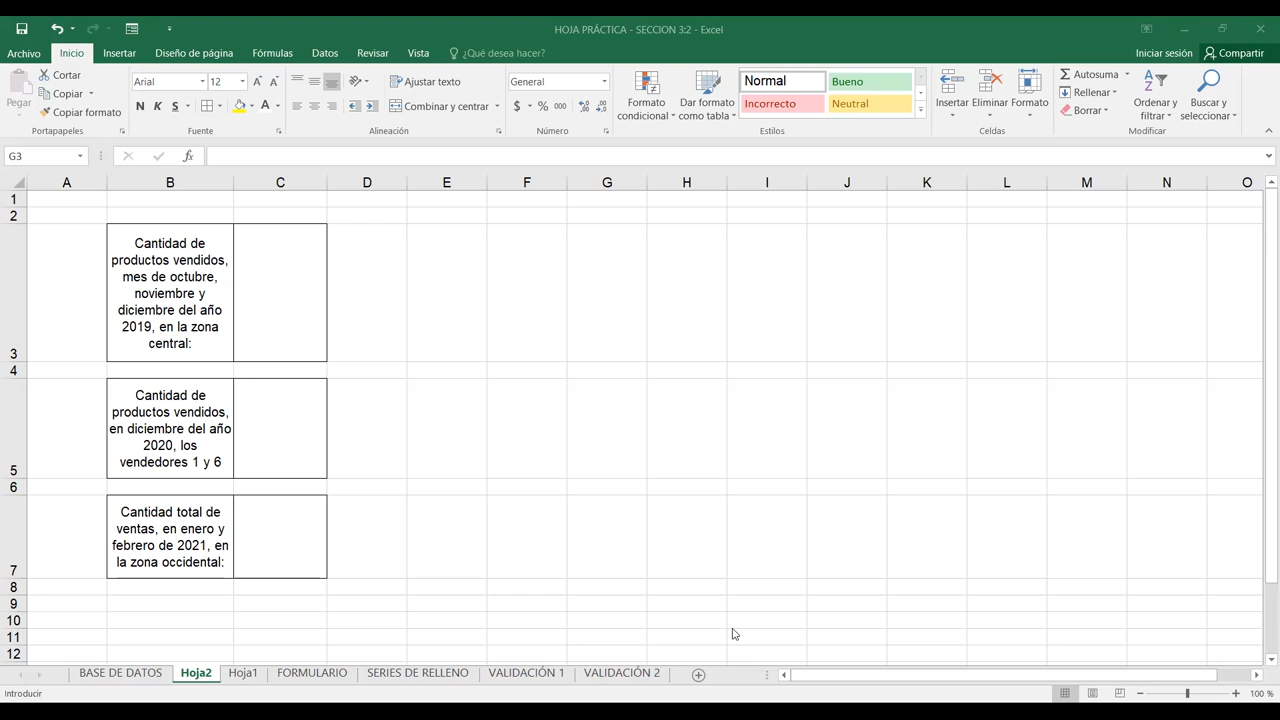 HOJA PRÁCTICA - SECCION 3:2 - Excel
Archivo Inicio Insertar Diseño de página Fórmulas Datos Revisar Vista ¿Qué desea hacer? Iniciar sesión Compartir
Pegar
Cortar
Copiar
Copiar formato
Portapapeles
Arial 12
N K S
Fuente
Ajustar texto
Combinar y centrar
Alineación
General
$ % 000
Número
Formato condicional
Dar formato como tabla
Normal Bueno
Incorrecto Neutral
Estilos
Insertar Eliminar Formato
Celdas
Autosuma
Rellenar
Borrar
Ordenar y filtrar
Buscar y seleccionar
Modificar
G3 fx
A B C D E F G H I J K L M N O
1
2
Cantidad de
productos vendidos,
mes de octubre,
noviembre y
diciembre del año
2019, en la zona
central:
3
4
Cantidad de
productos vendidos,
en diciembre del año
2020, los
vendedores 1 y 6
5
6
Cantidad total de
ventas, en enero y
febrero de 2021, en
la zona occidental:
7
8
9
10
11
12
BASE DE DATOS Hoja2 Hoja1 FORMULARIO SERIES DE RELLENO VALIDACIÓN 1 VALIDACIÓN 2
Introducir 100 %